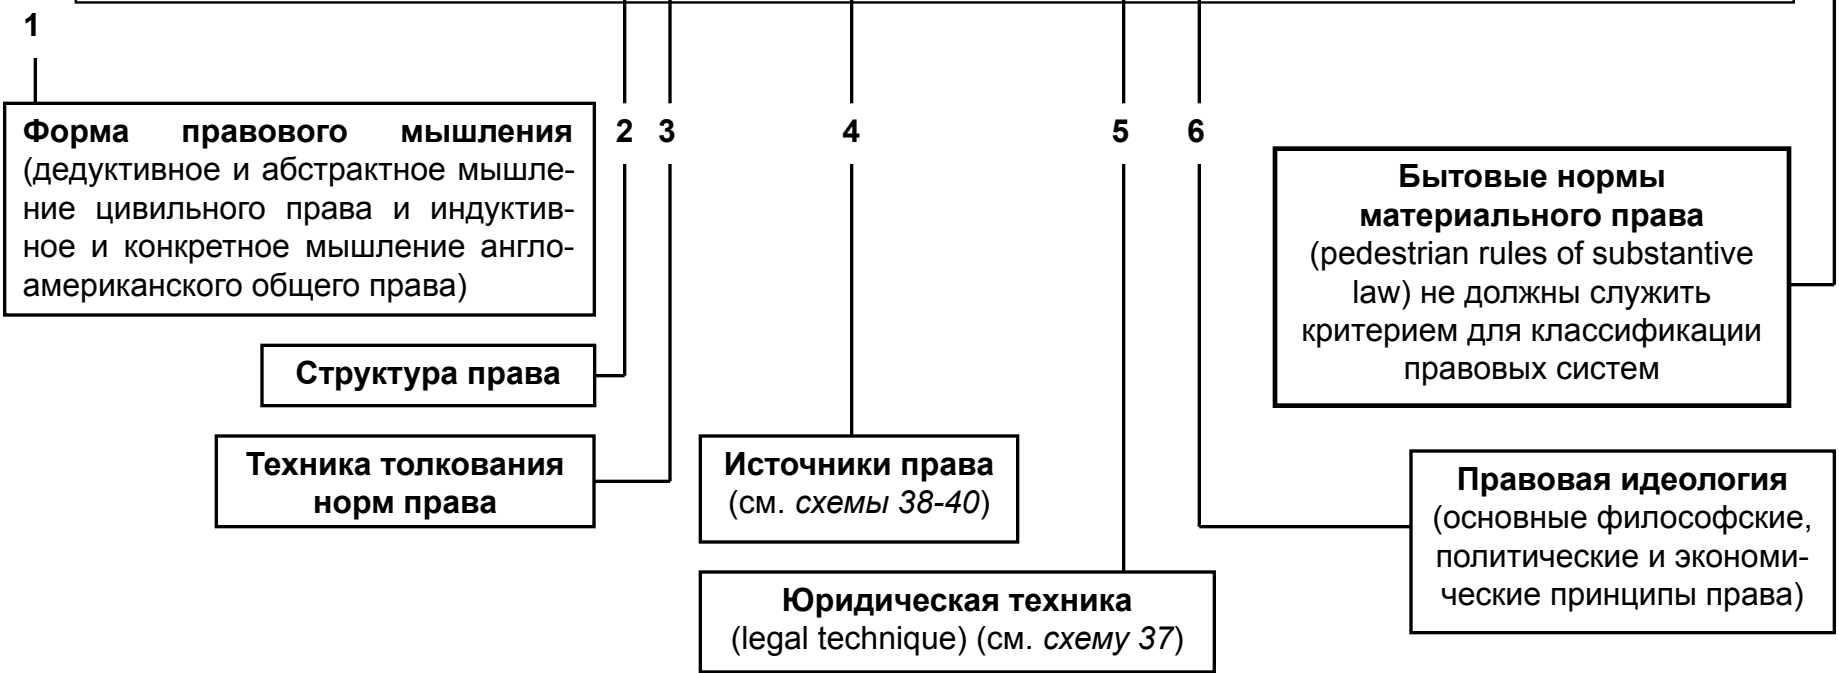 1
Форма правового мышления
(дедуктивное и абстрактное мышле-
ние цивильного права и индуктив-
ное и конкретное мышление англо-
американского общего права)
2 3 4 5 6
Бытовые нормы
материального права
(pedestrian rules of substantive
law) не должны служить
критерием для классификации
правовых систем
Структура права
Техника толкования
норм права
Источники права
(см. схемы 38-40)
Правовая идеология
(основные философские,
политические и экономи-
ческие принципы права)
Юридическая техника
(legal technique) (см. схему 37)